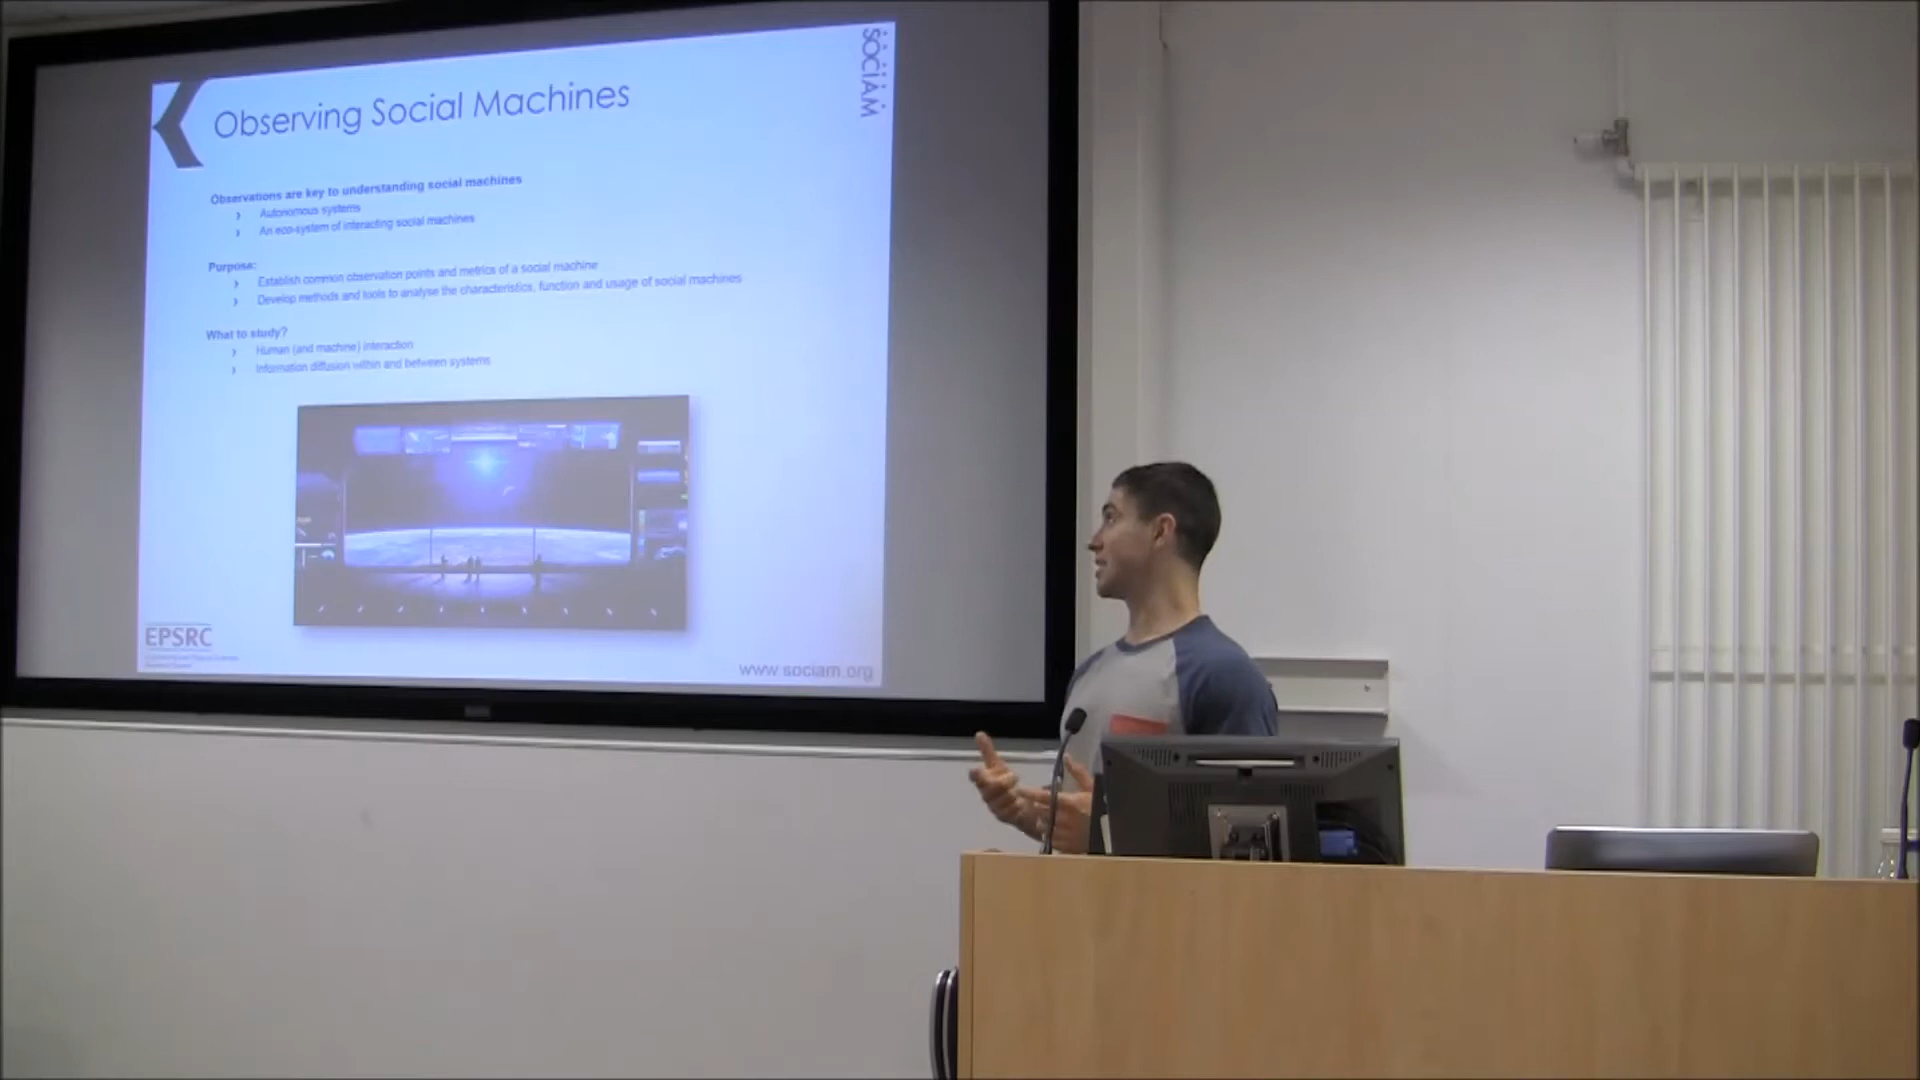 SOCIAM
Observing Social Machines
Observations are key to understanding social machines
› Autonomous systems
› An eco-system of interacting social machines
Purpose:
› Establish common observation points and metrics of a social machine
› Develop methods and tools to analyse the characteristics, function and usage of social machines
What to study?
› Human (and machine) interaction
› Information diffusion within and between systems
EPSRC
www.sociam.org